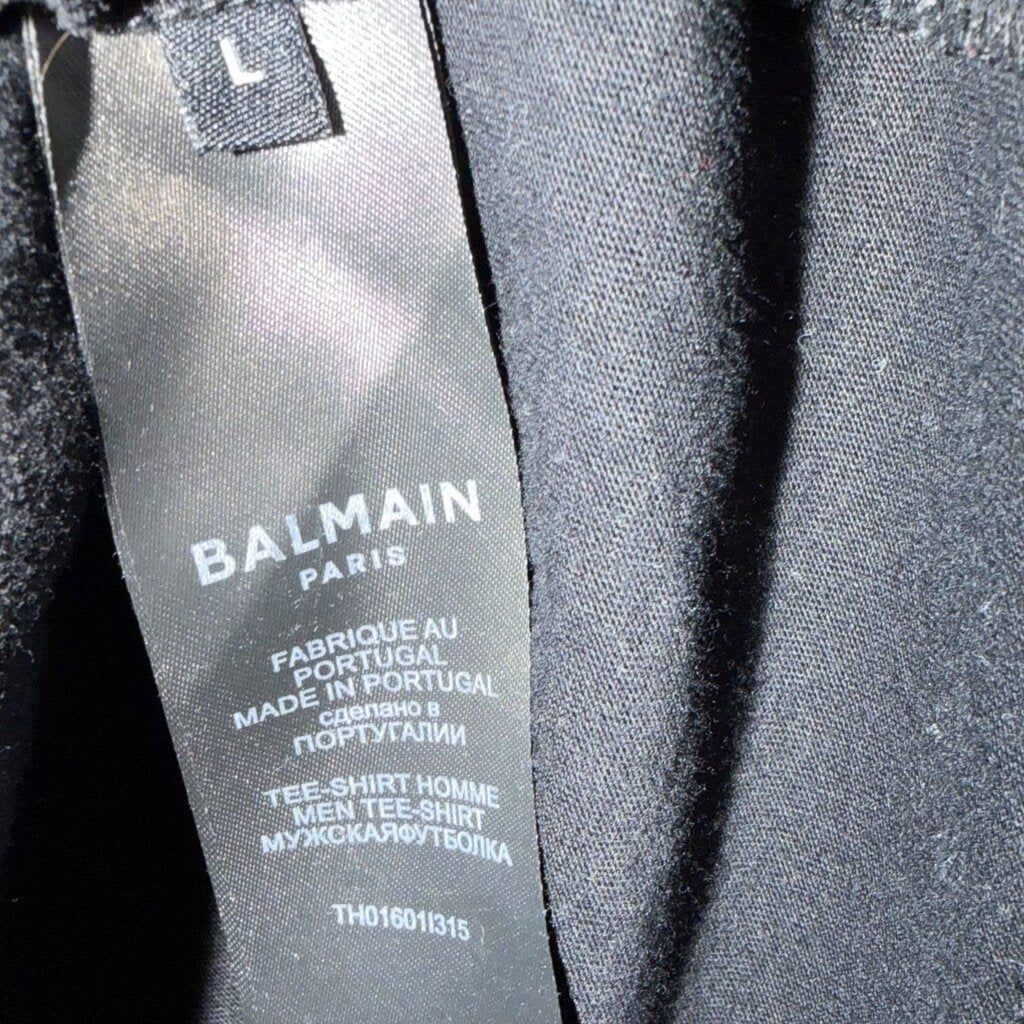 L
BALMAIN
PARIS
FABRIQUE AU
PORTUGAL
MADE IN PORTUGAL
сделано в
ПОРТУГАЛИИ
TEE-SHIRT HOMME
MEN TEE-SHIRT
МУЖСКАЯФУТБОЛКА
TH01601I315